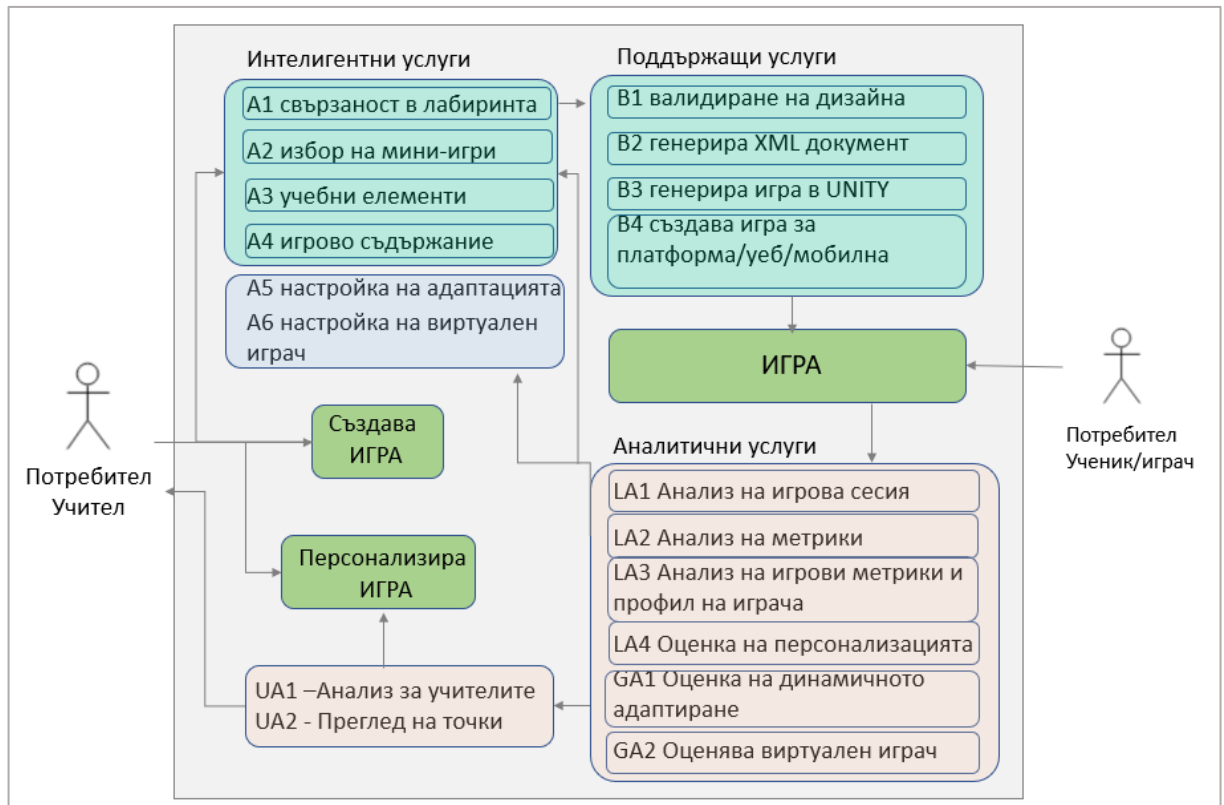 Интелигентни услуги
A1 свързаност в лабиринта
A2 избор на мини-игри
A3 учебни елементи
A4 игрово съдържание
A5 настройка на адаптацията
A6 настройка на виртуален
играч
Поддържащи услуги
B1 валидиране на дизайна
B2 генерира XML документ
B3 генерира игра в UNITY
B4 създава игра за
платформа/уеб/мобилна
ИГРА
Потребител
Ученик/играч
Създава
ИГРА
Потребител
Учител
Персонализира
ИГРА
UA1 –Анализ за учителите
UA2 - Преглед на точки
Аналитични услуги
LA1 Анализ на игрова сесия
LA2 Анализ на метрики
LA3 Анализ на игрови метрики и
профил на играча
LA4 Оценка на персонализацията
GA1 Оценка на динамичното
адаптиране
GA2 Оценява виртуален играч